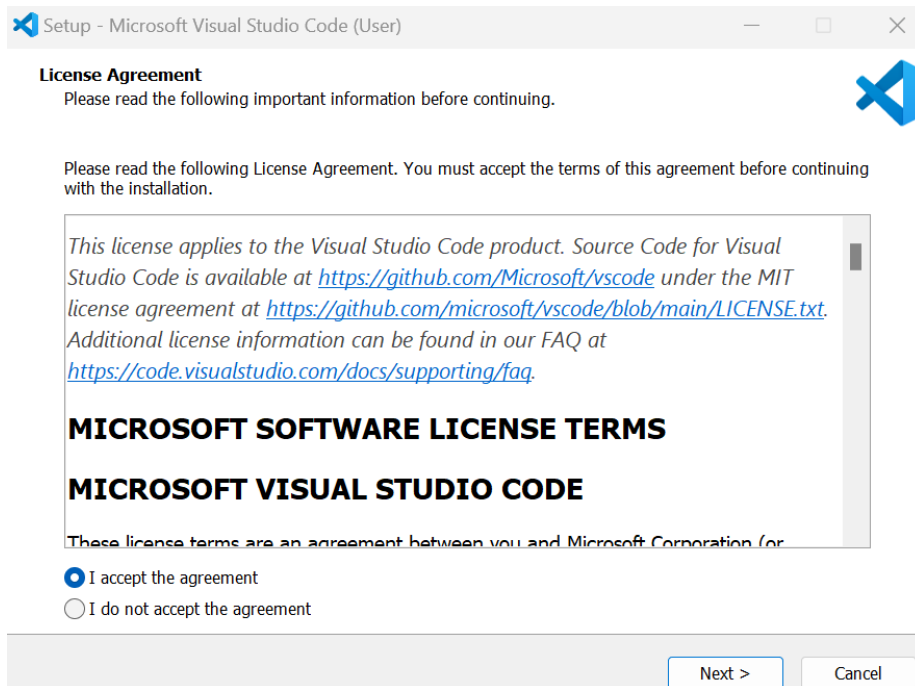 Setup - Microsoft Visual Studio Code (User)
License Agreement
Please read the following important information before continuing.
Please read the following License Agreement. You must accept the terms of this agreement before continuing
with the installation.
This license applies to the Visual Studio Code product. Source Code for Visual
Studio Code is available at https://github.com/Microsoft/vscode under the MIT
license agreement at https://github.com/microsoft/vscode/blob/main/LICENSE.txt.
Additional license information can be found in our FAQ at
https://code.visualstudio.com/docs/supporting/faq.
MICROSOFT SOFTWARE LICENSE TERMS
MICROSOFT VISUAL STUDIO CODE
These license terms are an agreement between you and Microsoft Corporation (or
I accept the agreement
I do not accept the agreement
Next >
Cancel